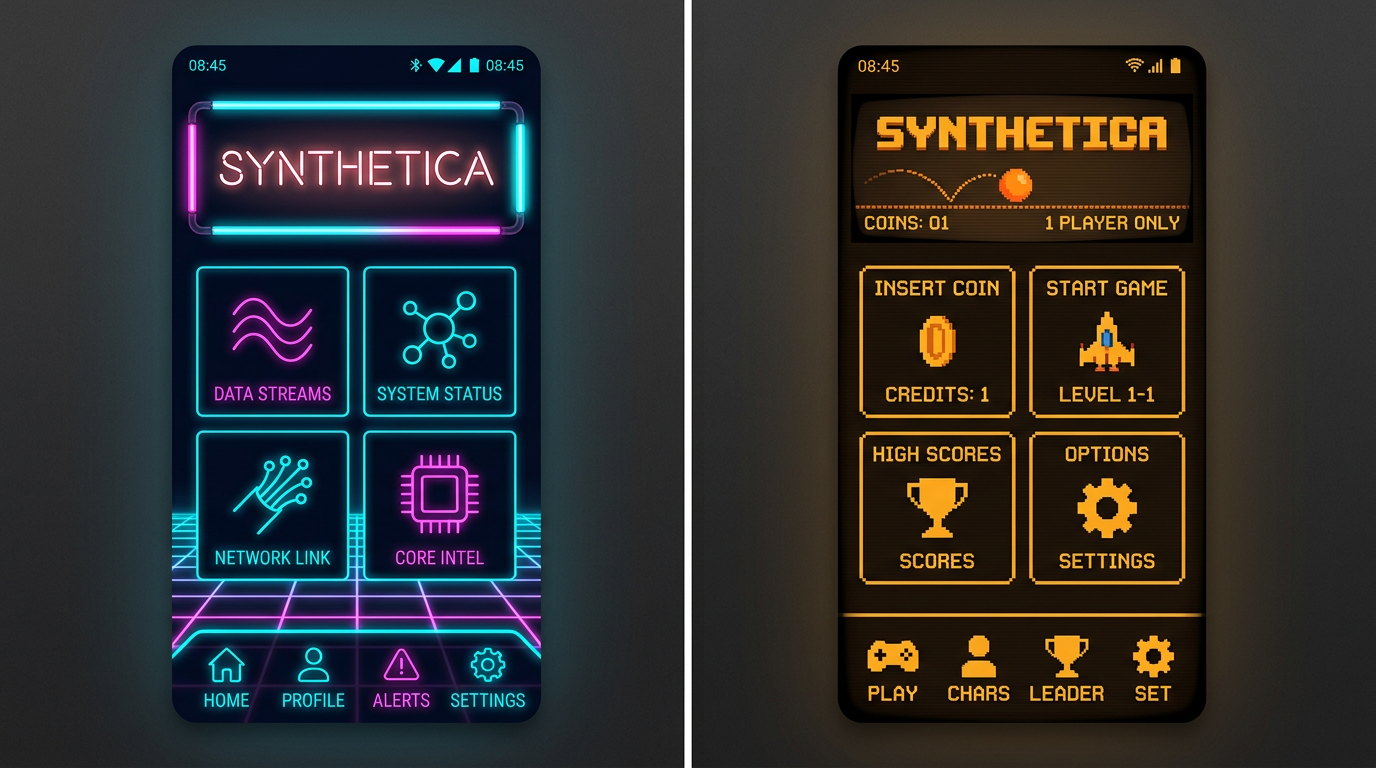 08:45
08:45
SYNTHETICA
DATA STREAMS
SYSTEM STATUS
NETWORK LINK
CORE INTEL
HOME
PROFILE
ALERTS
SETTINGS
08:45
SYNTHETICA
COINS: 01
1 PLAYER ONLY
INSERT COIN
CREDITS: 1
START GAME
LEVEL 1-1
HIGH SCORES
SCORES
OPTIONS
SETTINGS
PLAY
CHARS
LEADER
SET